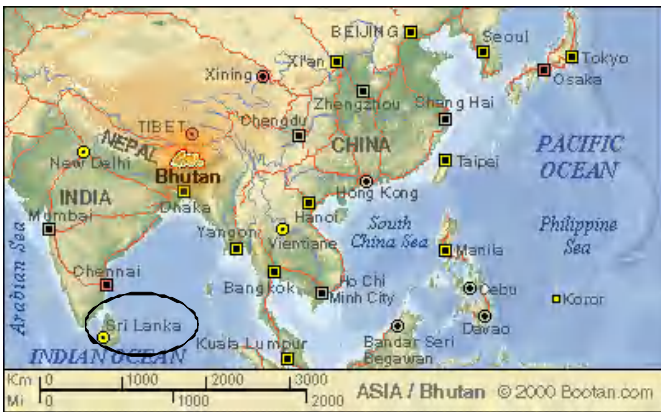 BEIJING
Seoul
Xi'an
Tokyo
Xining
Osaka
Zhengzhou
Shang Hai
TIBET
Chengdu
NEPAL
CHINA
PACIFIC
OCEAN
New Delhi
Bhutan
Taipei
INDIA
Hong Kong
Dhaka
Hanoi
Mumbai
South
China Sea
Philippine
Sea
Yangon
Vientiane
Manila
Arabian Sea
Chennai
Bangkok
Ho Chi
Minh City
Cebu
Koror
Sri Lanka
Davao
Kuala Lumpur
Bandar Seri
Begawan
INDIAN OCEAN
Km 0 1000 2000 3000
Mi 0 1000 2000
ASIA / Bhutan © 2000 Bootan.com